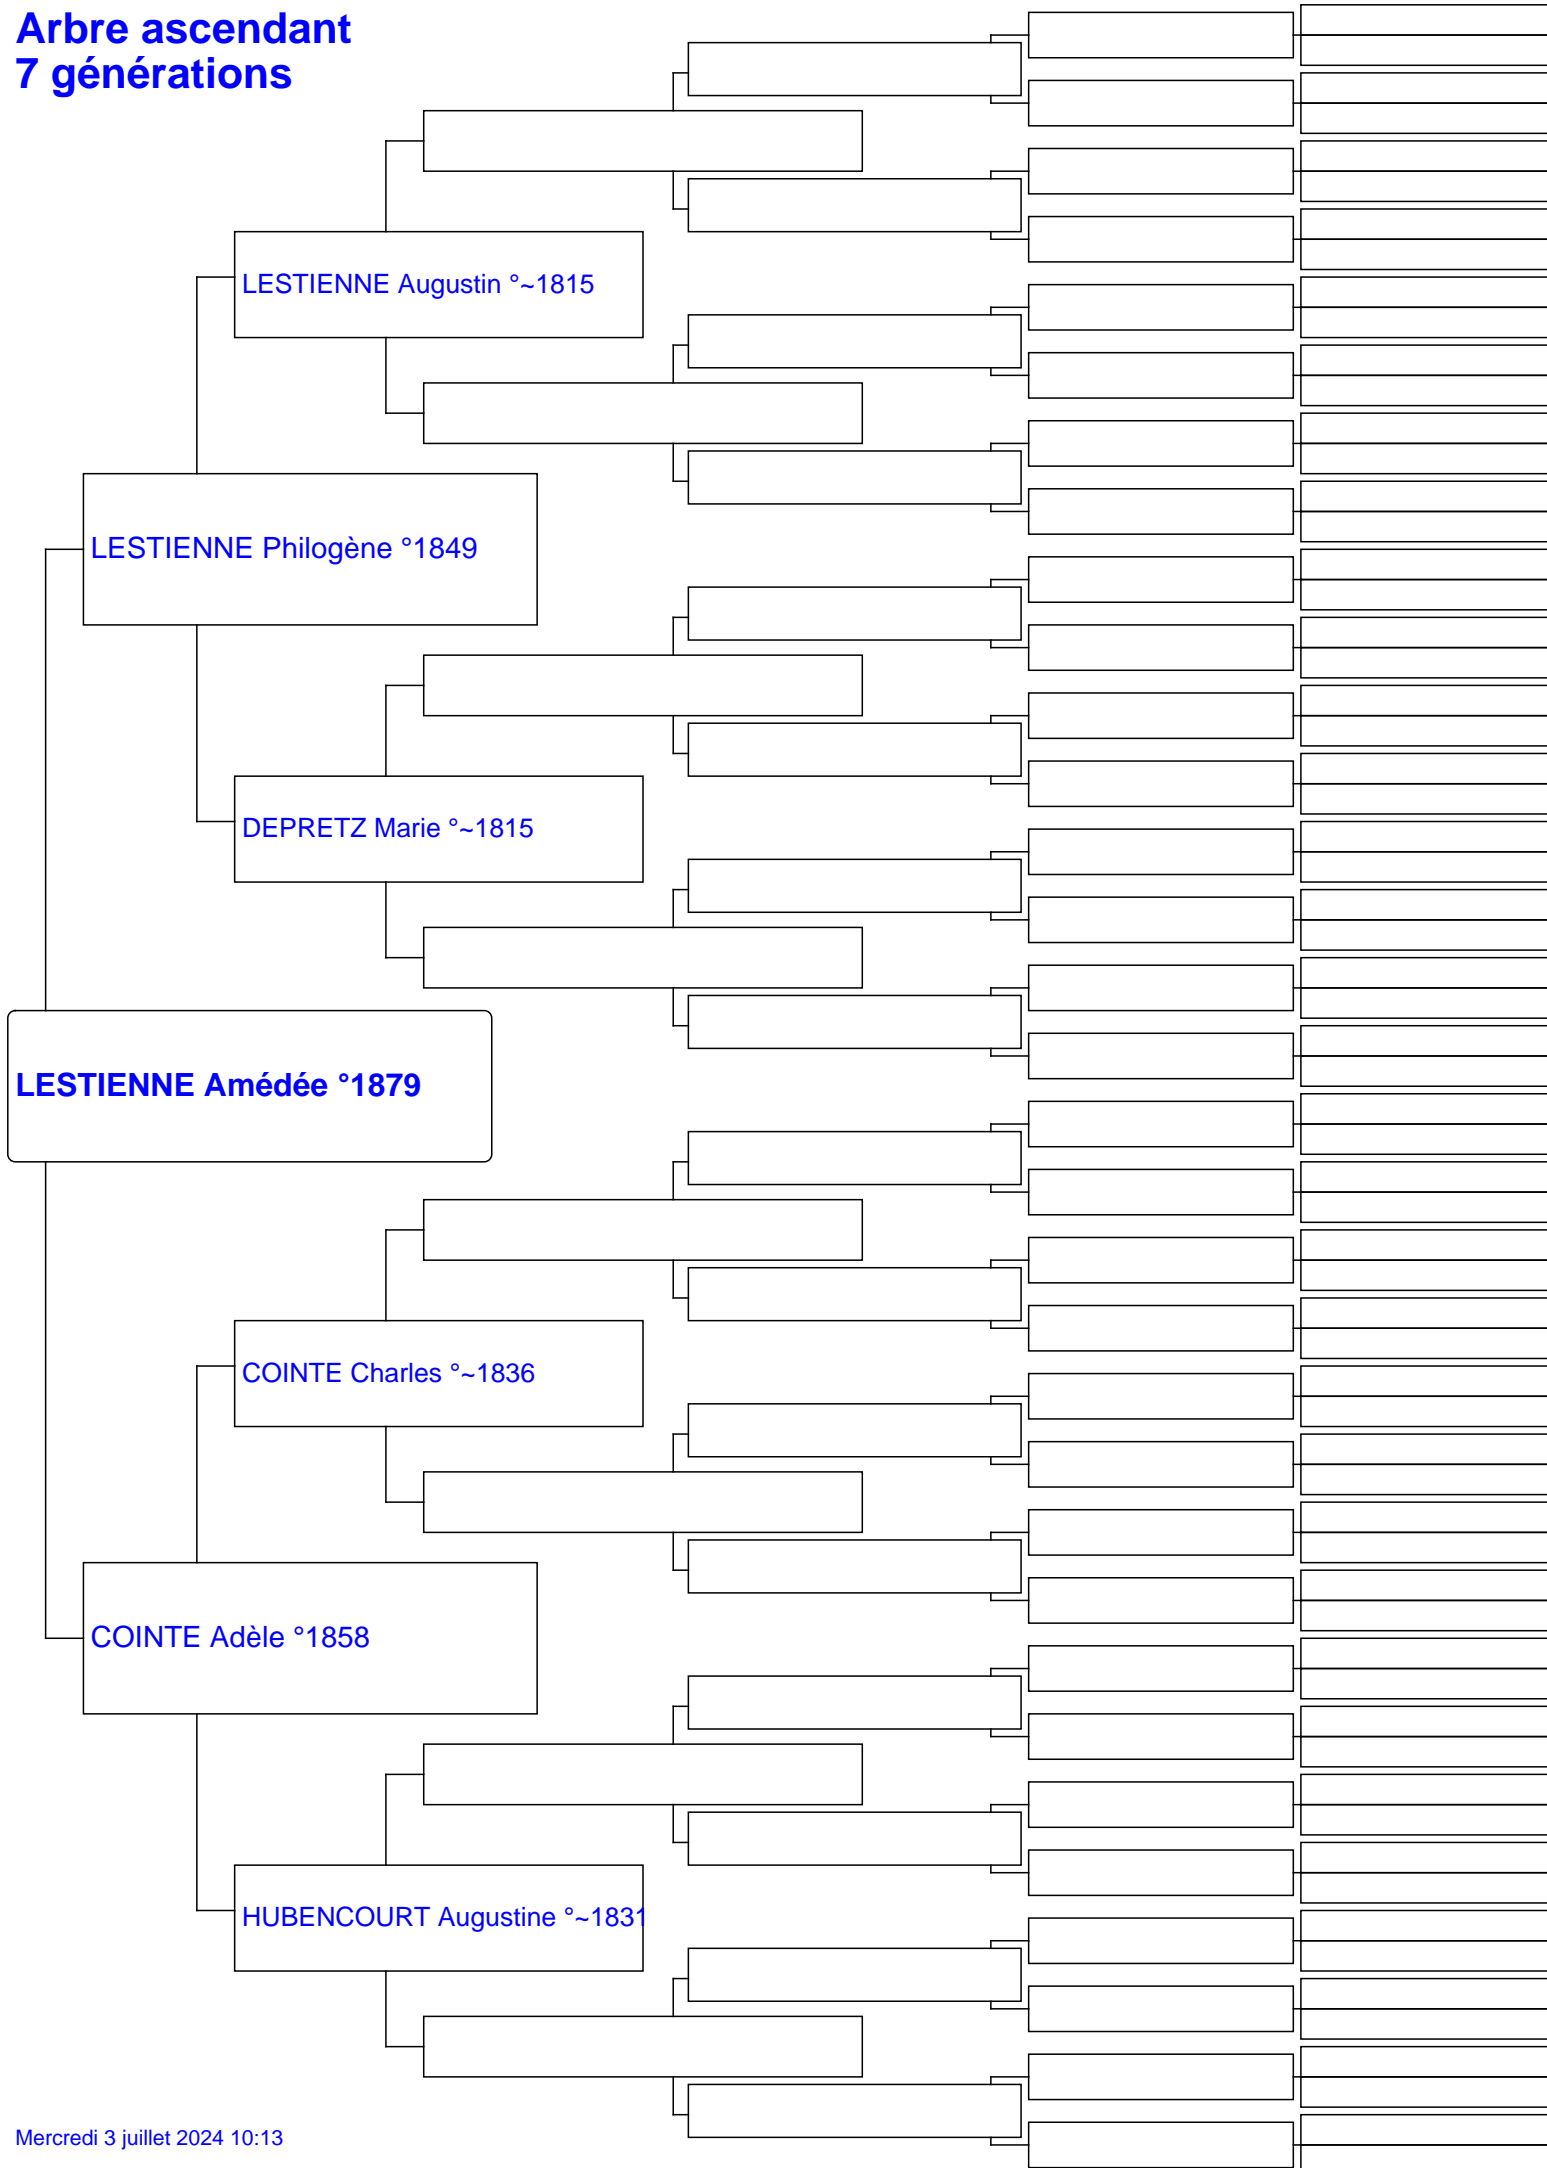 Arbre ascendant
7 générations
LESTIENNE Augustin °~1815
LESTIENNE Philogène °1849
DEPRETZ Marie °~1815
LESTIENNE Amédée °1879
COINTE Charles °~1836
COINTE Adèle °1858
HUBENCOURT Augustine °~1831
Mercredi 3 juillet 2024 10:13